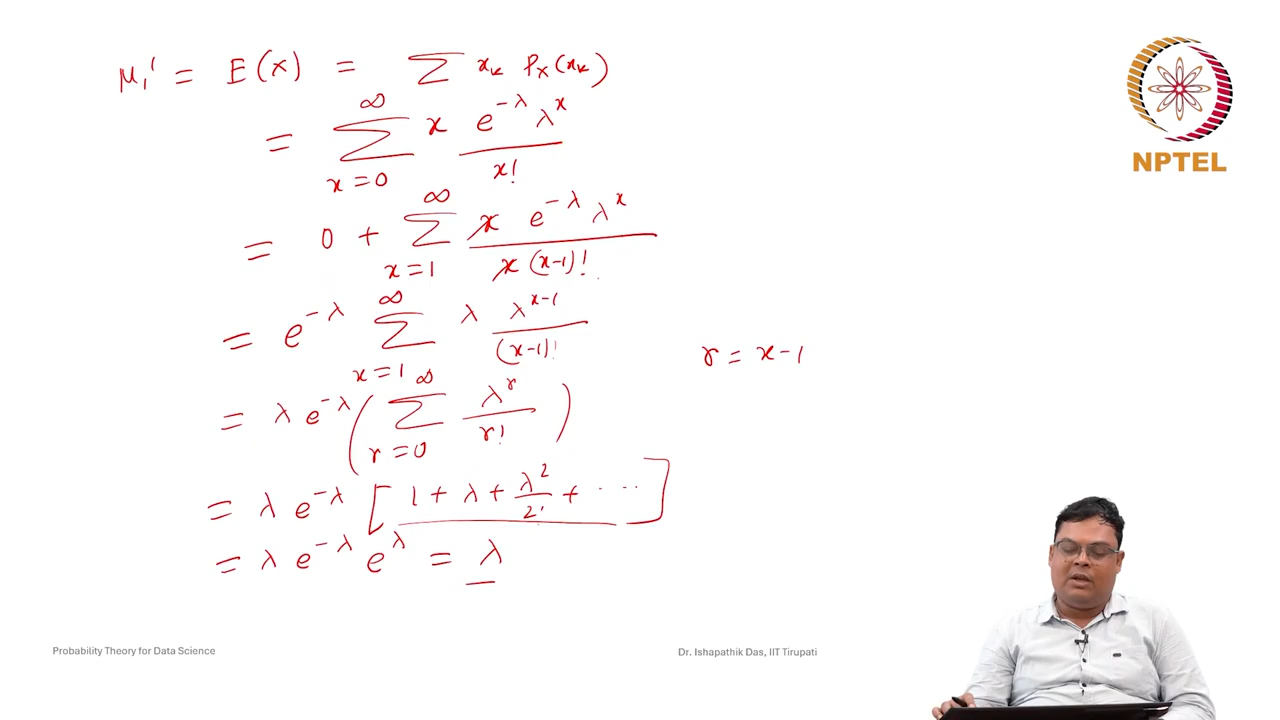 μ₁' = E(X) = Σ xₖ Pₓ(xₖ)
= Σ_{x=0}^{∞} x e^{-λ} λ^x / x!
= 0 + Σ_{x=1}^{∞} x e^{-λ} λ^x / x (x-1)!
= e^{-λ} Σ_{x=1}^{∞} λ λ^{x-1} / (x-1)!
r = x-1
= λ e^{-λ} ( Σ_{r=0}^{∞} λ^r / r! )
= λ e^{-λ} [ 1 + λ + λ^2 / 2! + ..... ]
= λ e^{-λ} e^{λ} = λ
NPTEL
Probability Theory for Data Science
Dr. Ishapathik Das, IIT Tirupati